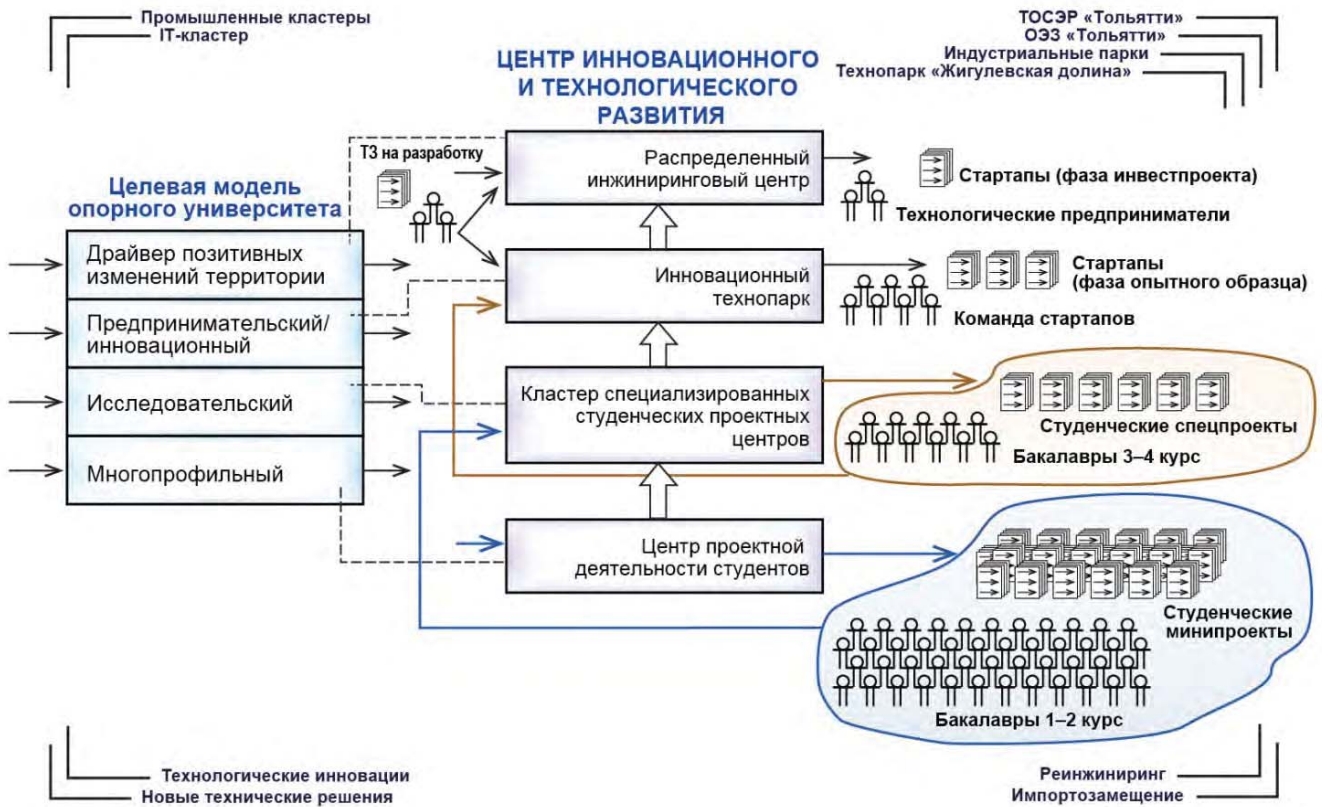 Промышленные кластеры
IT-кластер
ТОСЭР «Тольятти»
ОЭЗ «Тольятти»
Индустриальные парки
Технопарк «Жигулевская долина»
ЦЕНТР ИННОВАЦИОННОГО
И ТЕХНОЛОГИЧЕСКОГО
РАЗВИТИЯ
Целевая модель
опорного университета
Драйвер позитивных
изменений территории
Предпринимательский/
инновационный
Исследовательский
Многопрофильный
ТЗ на разработку
Распределенный
инжиниринговый центр
Стартапы (фаза инвестпроекта)
Технологические предприниматели
Инновационный
технопарк
Стартапы
(фаза опытного образца)
Команда стартапов
Кластер специализированных
студенческих проектных
центров
Студенческие спецпроекты
Бакалавры 3–4 курс
Центр проектной
деятельности студентов
Студенческие
минипроекты
Бакалавры 1–2 курс
Технологические инновации
Новые технические решения
Реинжиниринг
Импортозамещение